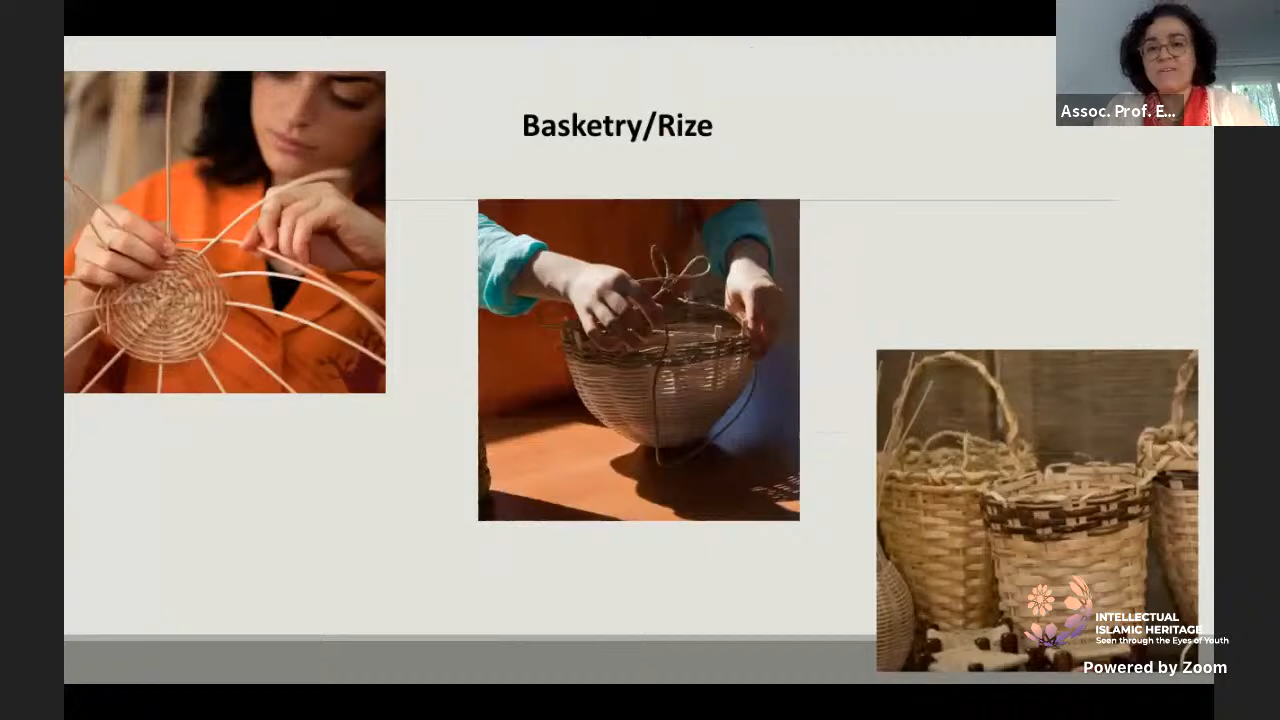 Basketry/Rize
Assoc. Prof. E...
INTELLECTUAL
ISLAMIC HERITAGE
Seen through the Eyes of Youth
Powered by Zoom